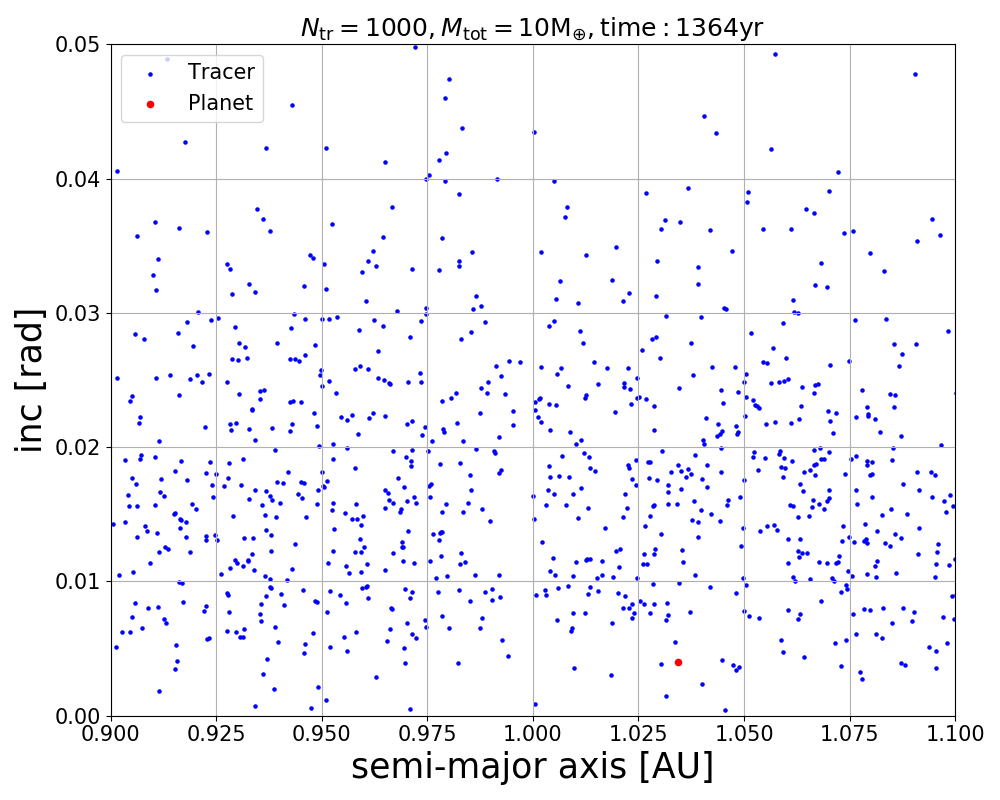 N_tr = 1000, M_tot = 10M_⊕, time : 1364yr
Tracer
Planet
inc [rad]
0.05
0.04
0.03
0.02
0.01
0.00
0.900 0.925 0.950 0.975 1.000 1.025 1.050 1.075 1.100
semi-major axis [AU]